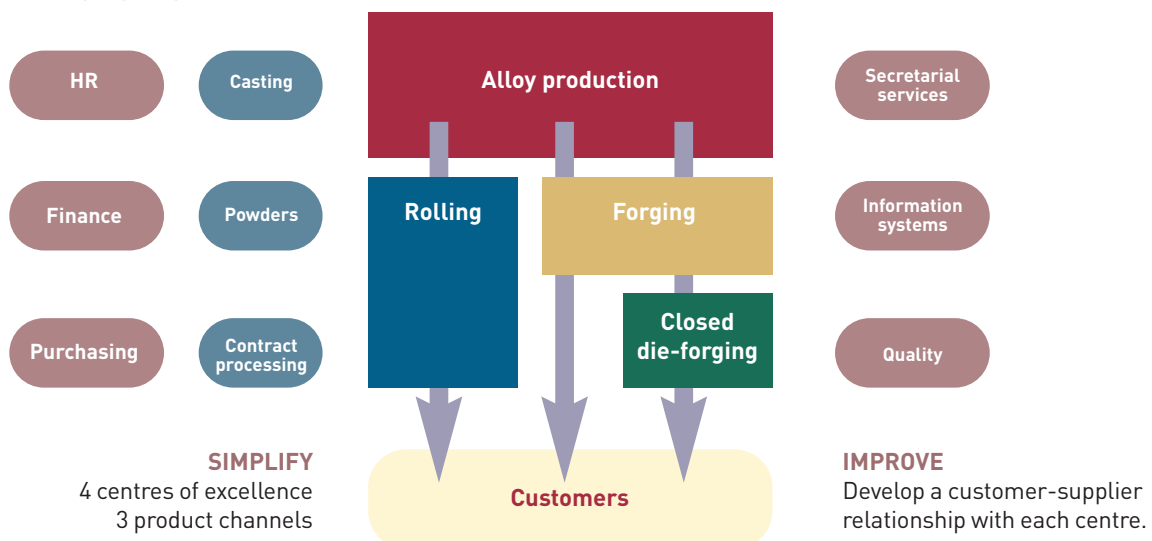 HR
Casting
Alloy production
Secretarial
services
Finance
Powders
Rolling
Forging
Information
systems
Purchasing
Contract
processing
Closed
die-forging
Quality
SIMPLIFY
4 centres of excellence
3 product channels
Customers
IMPROVE
Develop a customer-supplier
relationship with each centre.